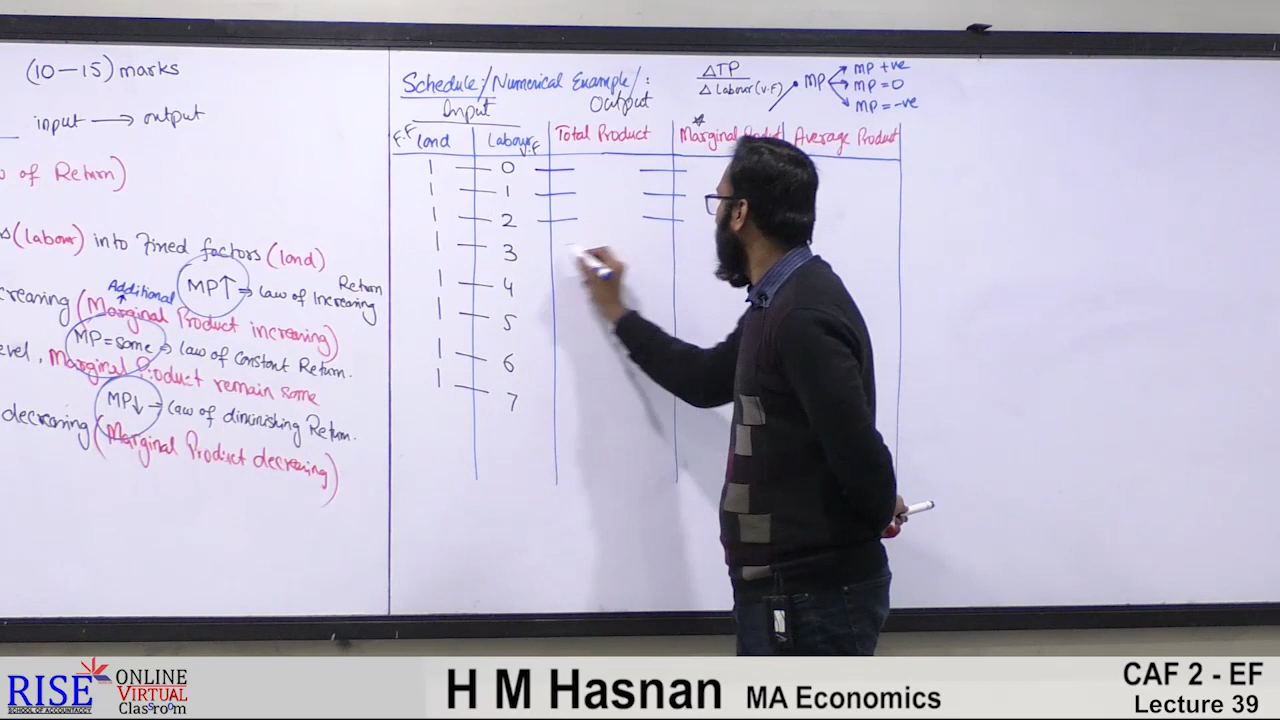 (10-15) marks
input → output
of Return)
(labour) into Fixed factors (land)
MP↑ → law of Increasing Return
Additional
(Marginal Product increasing)
MP = same → law of Constant Return.
evel, Marginal Product remain same
MP↓ → law of diminishing Return.
decreasing (Marginal Product decreasing)
Schedule:/Numerical Example/:
Input Output
ΔTP
Δ Labour(V.F)
MP
MP +ve
MP = 0
MP = -ve
F.F land Labour V.F Total Product Marginal Average Product
1 0
1 1
1 2
1 3
1 4
1 5
1 6
1 7
RISE
SCHOOL OF ACCOUNTANCY
ONLINE
VIRTUAL
Classroom
H M Hasnan MA Economics
CAF 2 - EF
Lecture 39